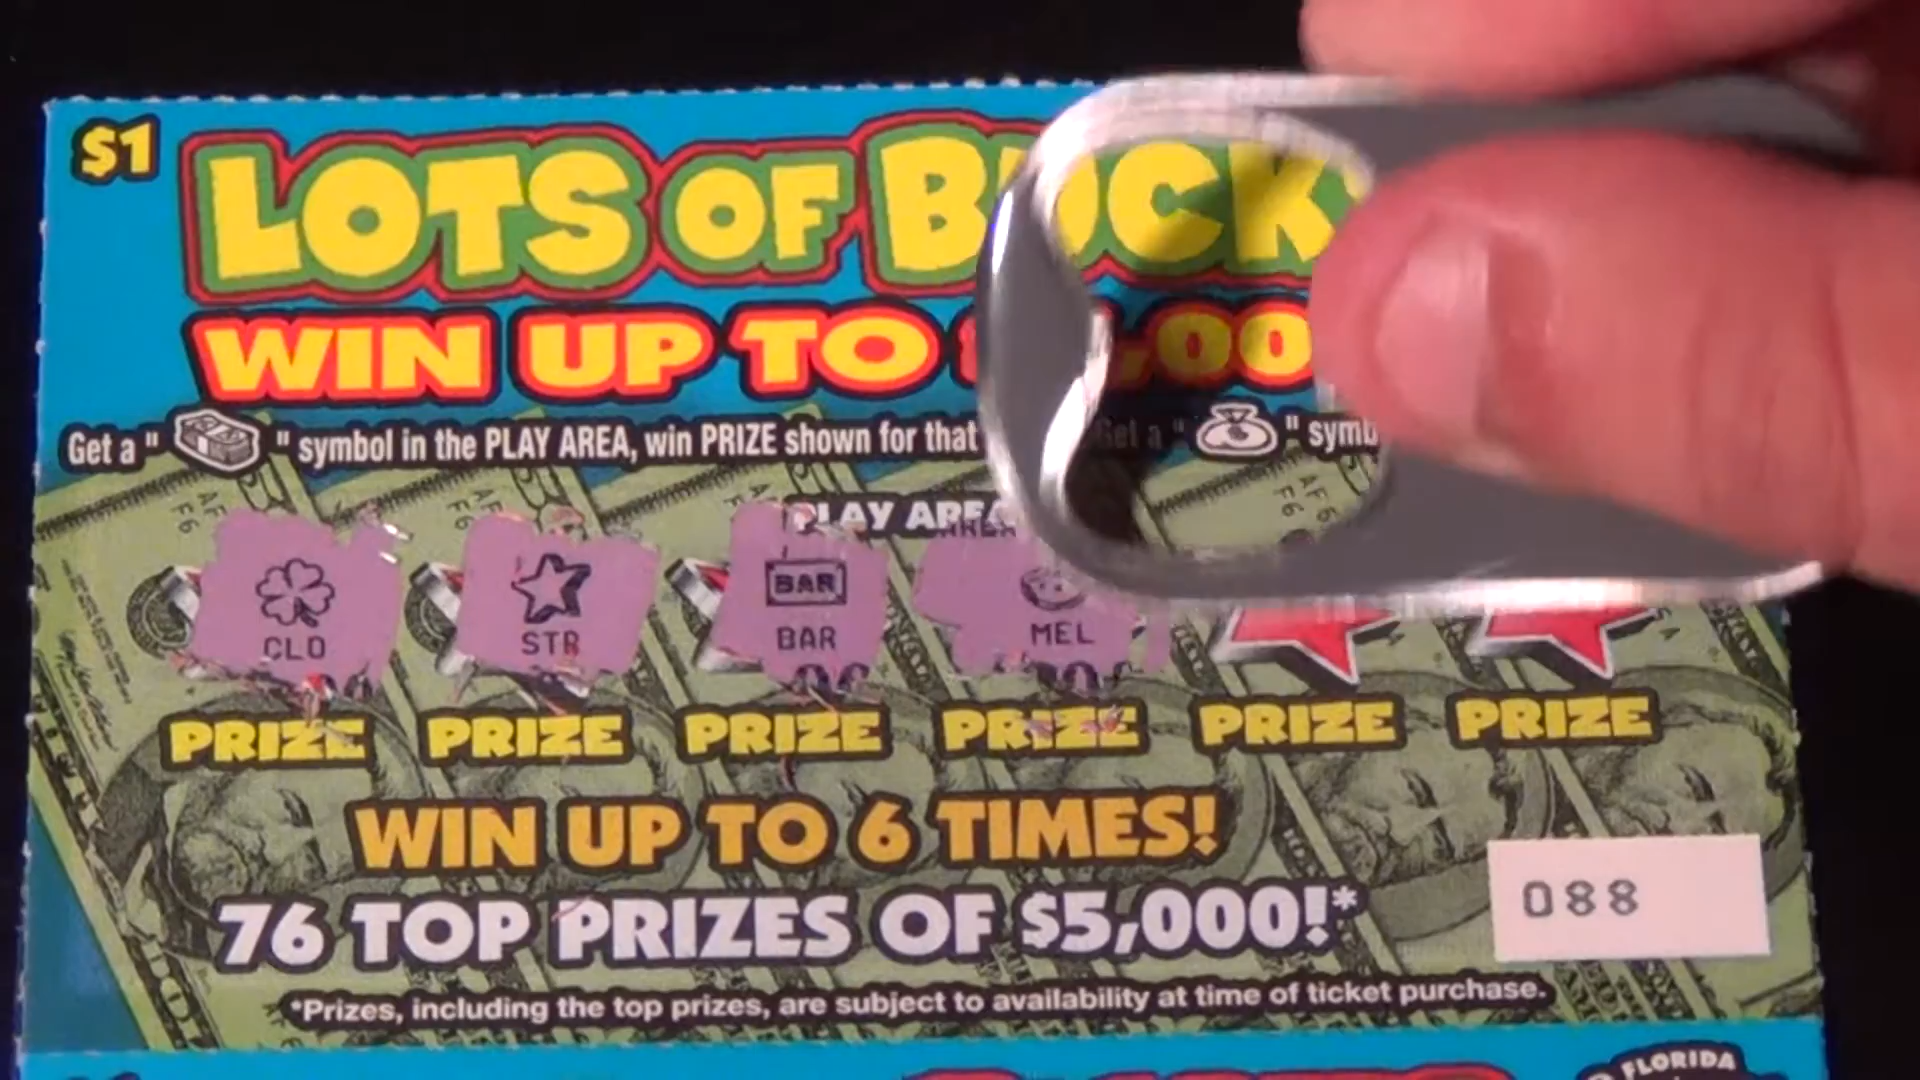 $1
LOTS OF BUCK
WIN UP TO ,00
Get a " " symbol in the PLAY AREA, win PRIZE shown for that Get a " " symb
PLAY AREA
BAR
CLO STR BAR MEL
PRIZE PRIZE PRIZE PRIZE PRIZE PRIZE
WIN UP TO 6 TIMES!
76 TOP PRIZES OF $5,000!*
088
*Prizes, including the top prizes, are subject to availability at time of ticket purchase.
FLORIDA